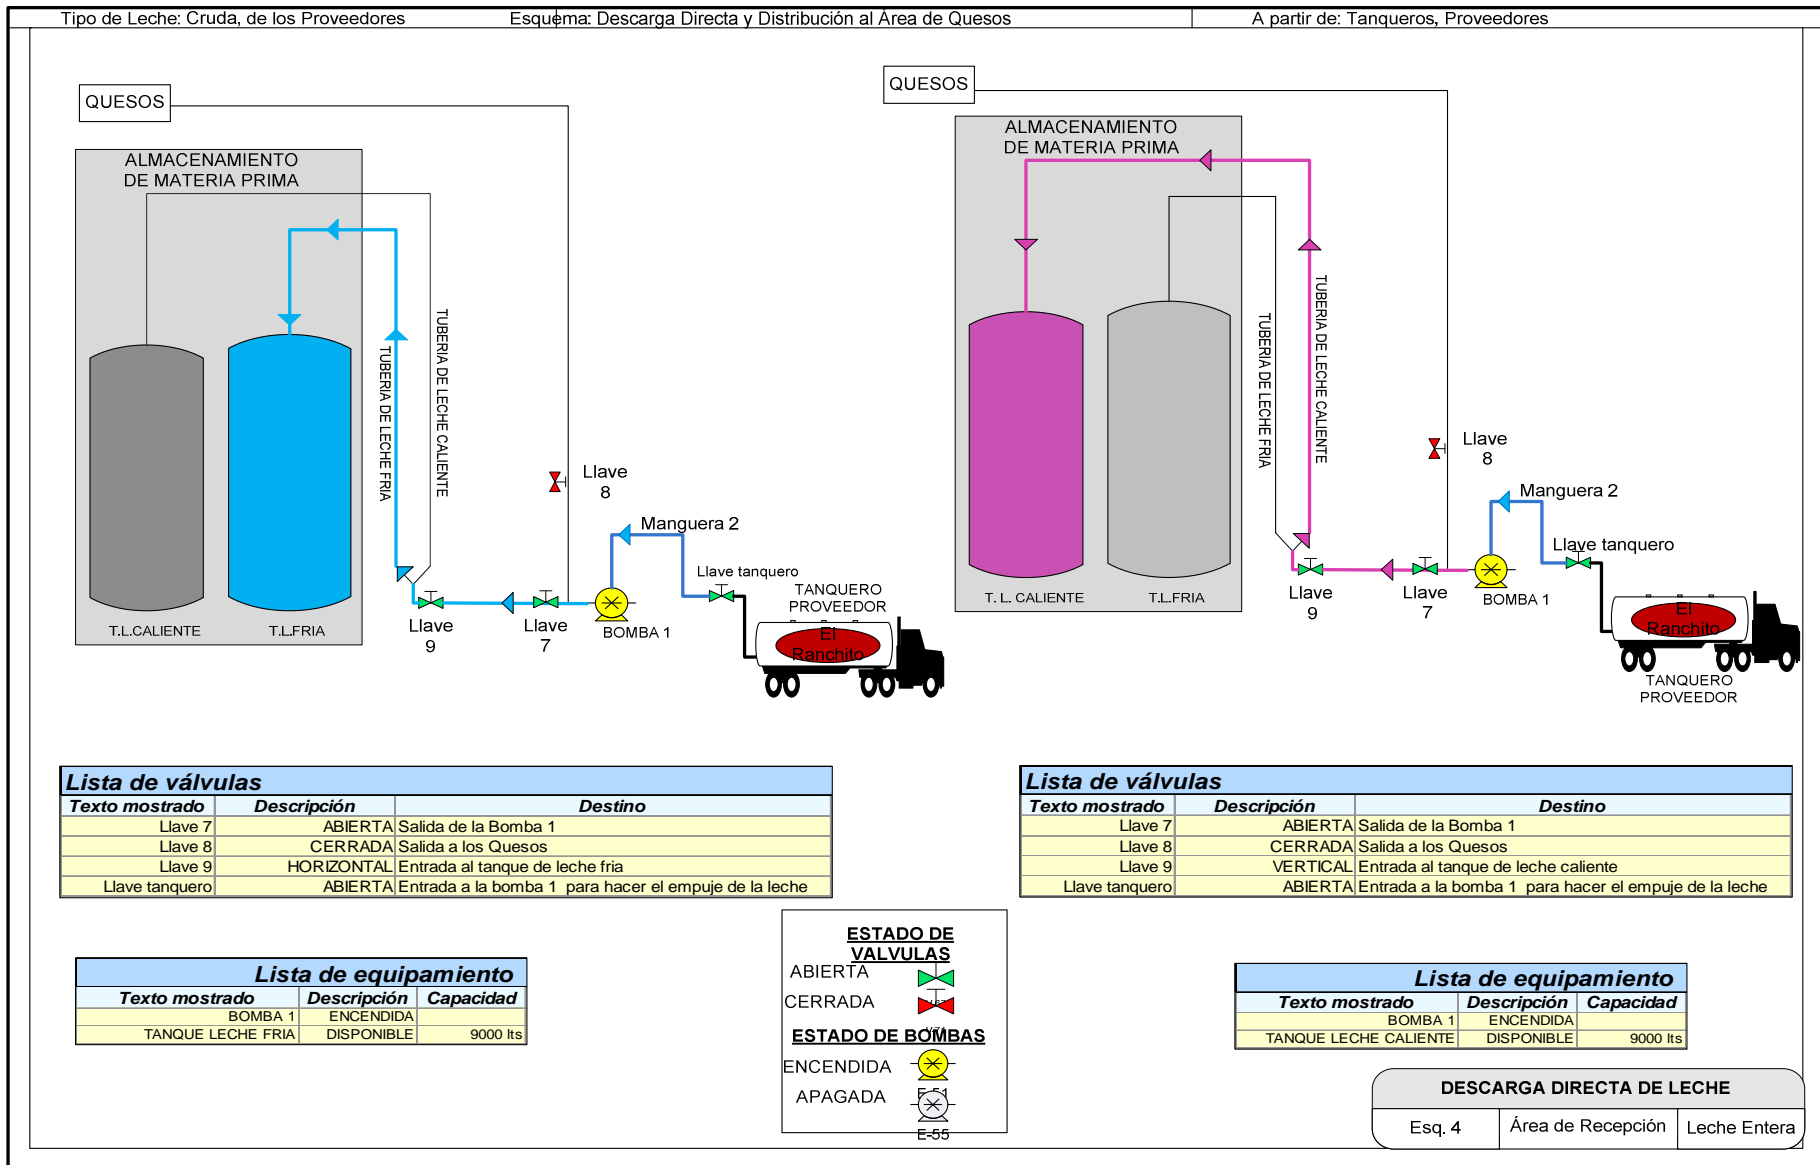 Tipo de Leche: Cruda, de los Proveedores
Esquema: Descarga Directa y Distribución al Área de Quesos
A partir de: Tanqueros, Proveedores
QUESOS
ALMACENAMIENTO
DE MATERIA PRIMA
TUBERIA DE LECHE FRIA
TUBERIA DE LECHE CALIENTE
Llave
8
Manguera 2
Llave tanquero
TANQUERO
PROVEEDOR
El
Ranchito
T.L.CALIENTE
T.L.FRIA
Llave
9
Llave
7
BOMBA 1
QUESOS
ALMACENAMIENTO
DE MATERIA PRIMA
TUBERIA DE LECHE FRIA
TUBERIA DE LECHE CALIENTE
Llave
8
Manguera 2
Llave tanquero
El
Ranchito
TANQUERO
PROVEEDOR
T. L. CALIENTE
T.L.FRIA
Llave
9
Llave
7
BOMBA 1
Lista de válvulas
Texto mostrado Descripción Destino
Llave 7 ABIERTA Salida de la Bomba 1
Llave 8 CERRADA Salida a los Quesos
Llave 9 HORIZONTAL Entrada al tanque de leche fria
Llave tanquero ABIERTA Entrada a la bomba 1 para hacer el empuje de la leche
Lista de válvulas
Texto mostrado Descripción Destino
Llave 7 ABIERTA Salida de la Bomba 1
Llave 8 CERRADA Salida a los Quesos
Llave 9 VERTICAL Entrada al tanque de leche caliente
Llave tanquero ABIERTA Entrada a la bomba 1 para hacer el empuje de la leche
Lista de equipamiento
Texto mostrado Descripción Capacidad
BOMBA 1 ENCENDIDA
TANQUE LECHE FRIA DISPONIBLE 9000 lts
ESTADO DE
VALVULAS
ABIERTA
CERRADA
ESTADO DE BOMBAS
ENCENDIDA
E-51
APAGADA
E-55
Lista de equipamiento
Texto mostrado Descripción Capacidad
BOMBA 1 ENCENDIDA
TANQUE LECHE CALIENTE DISPONIBLE 9000 lts
DESCARGA DIRECTA DE LECHE
Esq. 4 Área de Recepción Leche Entera